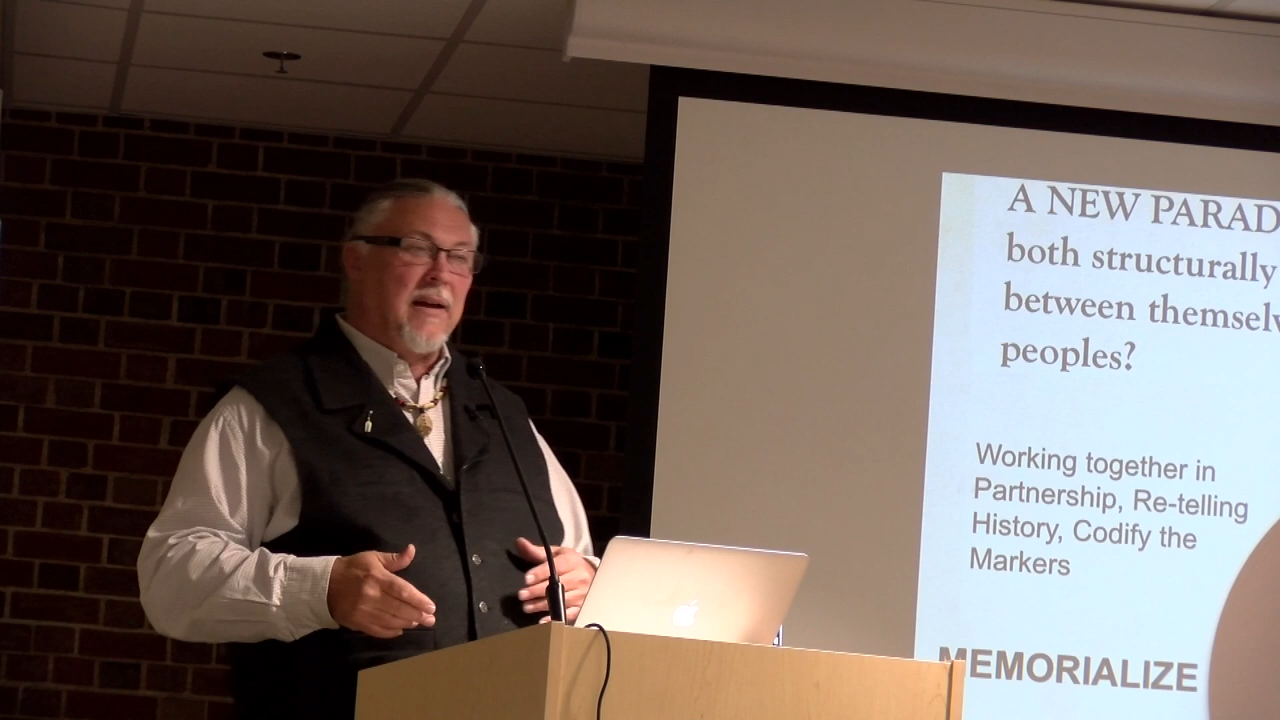 A NEW PARAD
both structurally
between themselv
peoples?
Working together in
Partnership, Re-telling
History, Codify the
Markers
MEMORIALIZE